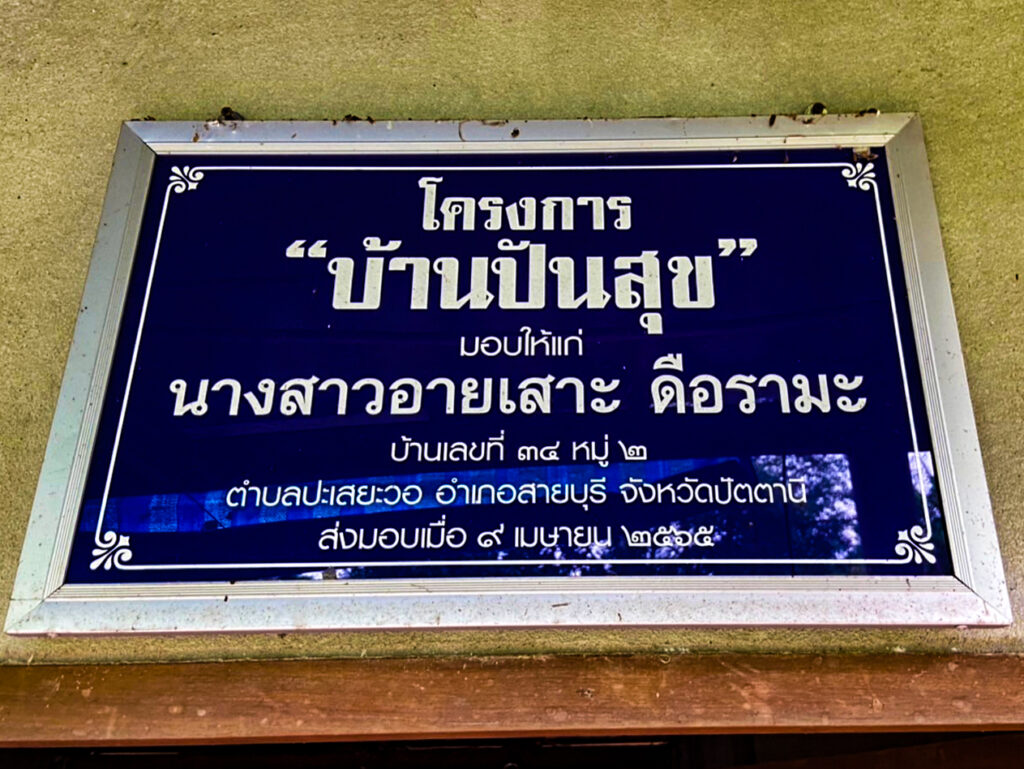 โครงการ
“บ้านปันสุข”
มอบให้แก่
นางสาวอายเสาะ ดือรามะ
บ้านเลขที่ ๓๔ หมู่ ๒
ตำบลปะเสยะวอ อำเภอสายบุรี จังหวัดปัตตานี
ส่งมอบเมื่อ ๙ เมษายน ๒๕๖๕